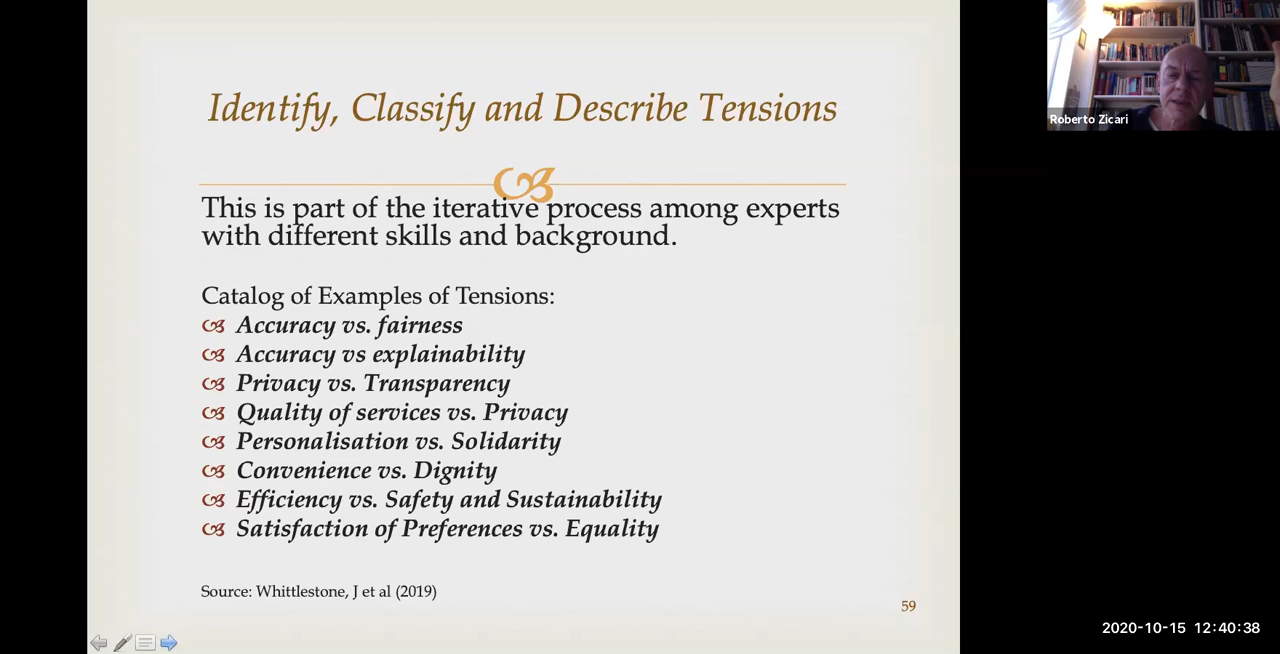 Identify, Classify and Describe Tensions
This is part of the iterative process among experts
with different skills and background.
Catalog of Examples of Tensions:
Accuracy vs. fairness
Accuracy vs explainability
Privacy vs. Transparency
Quality of services vs. Privacy
Personalisation vs. Solidarity
Convenience vs. Dignity
Efficiency vs. Safety and Sustainability
Satisfaction of Preferences vs. Equality
Source: Whittlestone, J et al (2019)
59
Roberto Zicari
2020-10-15 12:40:38